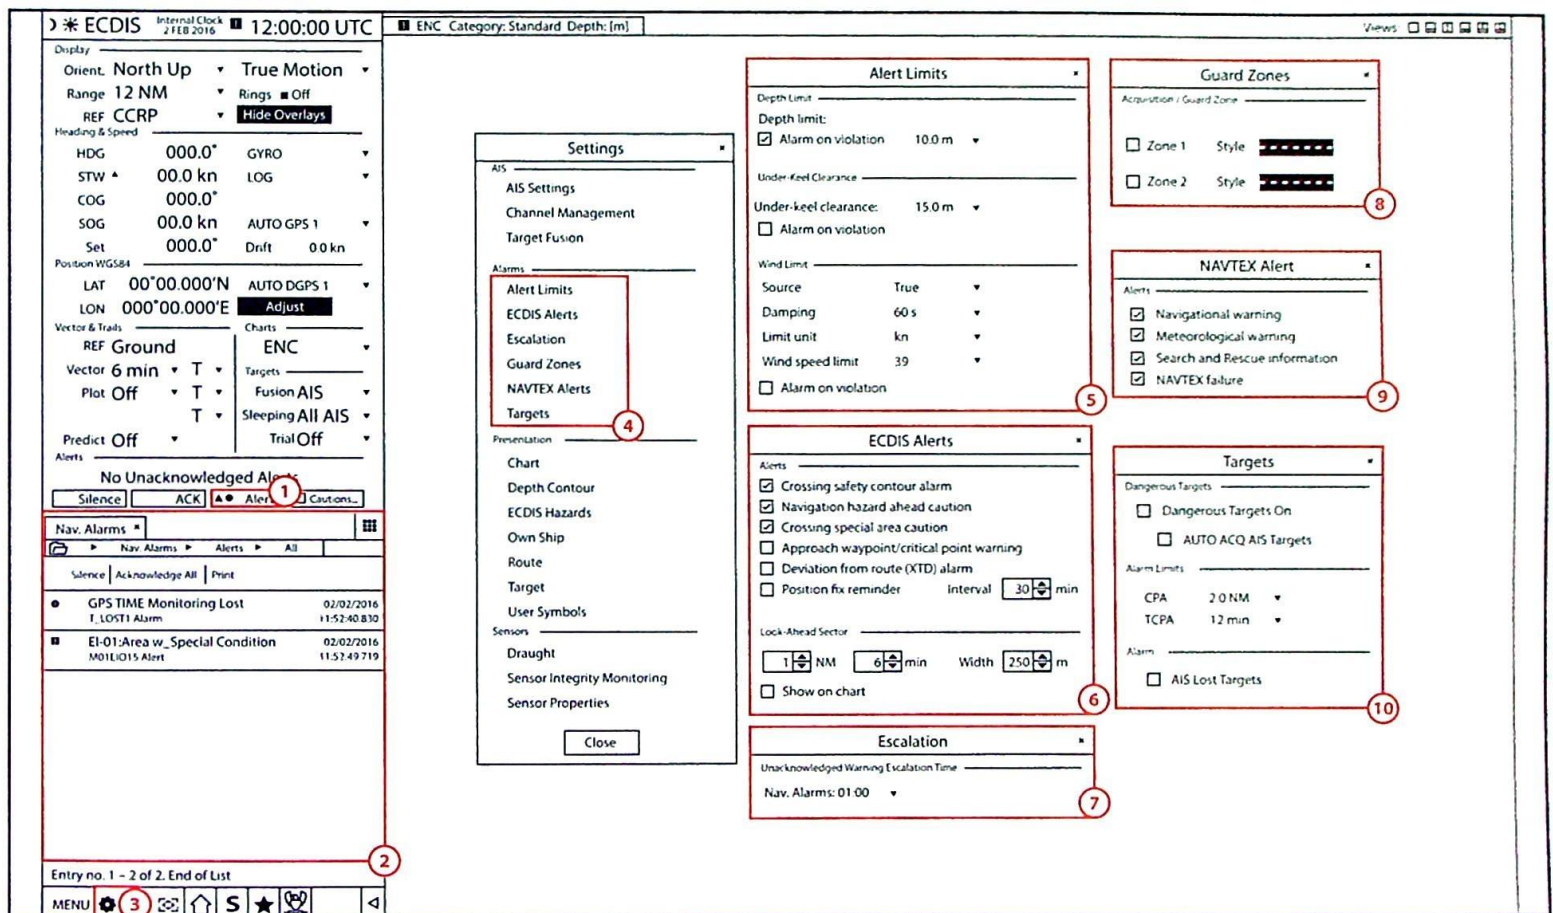 ECDIS Internal Clock 2 FEB 2016 12:00:00 UTC
ENC Category: Standard Depth: [m]
Views
Display
Orient. North Up True Motion
Range 12 NM Rings Off
REF CCRP Hide Overlays
Heading & Speed
HDG 000.0° GYRO
STW 00.0 kn LOG
COG 000.0°
SOG 00.0 kn AUTO GPS 1
Set 000.0° Drift 0.0 kn
Position WGS84
LAT 00°00.000'N AUTO DGPS 1
LON 000°00.000'E Adjust
Vector & Trails Charts
REF Ground ENC
Vector 6 min T Targets
Plot Off T Fusion AIS
T Sleeping All AIS
Predict Off Trial Off
Alerts
No Unacknowledged Alerts
Silence ACK Cautions...
1
Nav. Alarms
Nav. Alarms Alerts All
Silence Acknowledge All Print
GPS TIME Monitoring Lost 02/02/2016
T_LOST1 Alarm 11:52:40.830
EI-01:Area w_Special Condition 02/02/2016
Alert 11:52:49.719
2
Entry no. 1 – 2 of 2. End of List
MENU 3 S
Settings
AIS
AIS Settings
Channel Management
Target Fusion
Alarms
Alert Limits
ECDIS Alerts
Escalation
Guard Zones
NAVTEX Alerts
Targets
4
Presentation
Chart
Depth Contour
ECDIS Hazards
Own Ship
Route
Target
User Symbols
Sensors
Draught
Sensor Integrity Monitoring
Sensor Properties
Close
Alert Limits
Depth Limit
Depth limit:
Alarm on violation 10.0 m
Under-Keel Clearance
Under-keel clearance: 15.0 m
Alarm on violation
Wind Limit
Source True
Damping 60 s
Limit unit kn
Wind speed limit 39
Alarm on violation
5
ECDIS Alerts
Alerts
Crossing safety contour alarm
Navigation hazard ahead caution
Crossing special area caution
Approach waypoint/critical point warning
Deviation from route (XTD) alarm
Position fix reminder Interval 30 min
Look-Ahead Sector
1 NM 6 min Width 250 m
Show on chart
6
Escalation
Unacknowledged Warning Escalation Time
Nav. Alarms: 01:00
7
Guard Zones
Acquisition / Guard Zone
Zone 1 Style
Zone 2 Style
8
NAVTEX Alert
Alerts
Navigational warning
Meteorological warning
Search and Rescue information
NAVTEX failure
9
Targets
Dangerous Targets
Dangerous Targets On
AUTO ACQ AIS Targets
Alarm Limits
CPA 2.0 NM
TCPA 12 min
Alarm
AIS Lost Targets
10